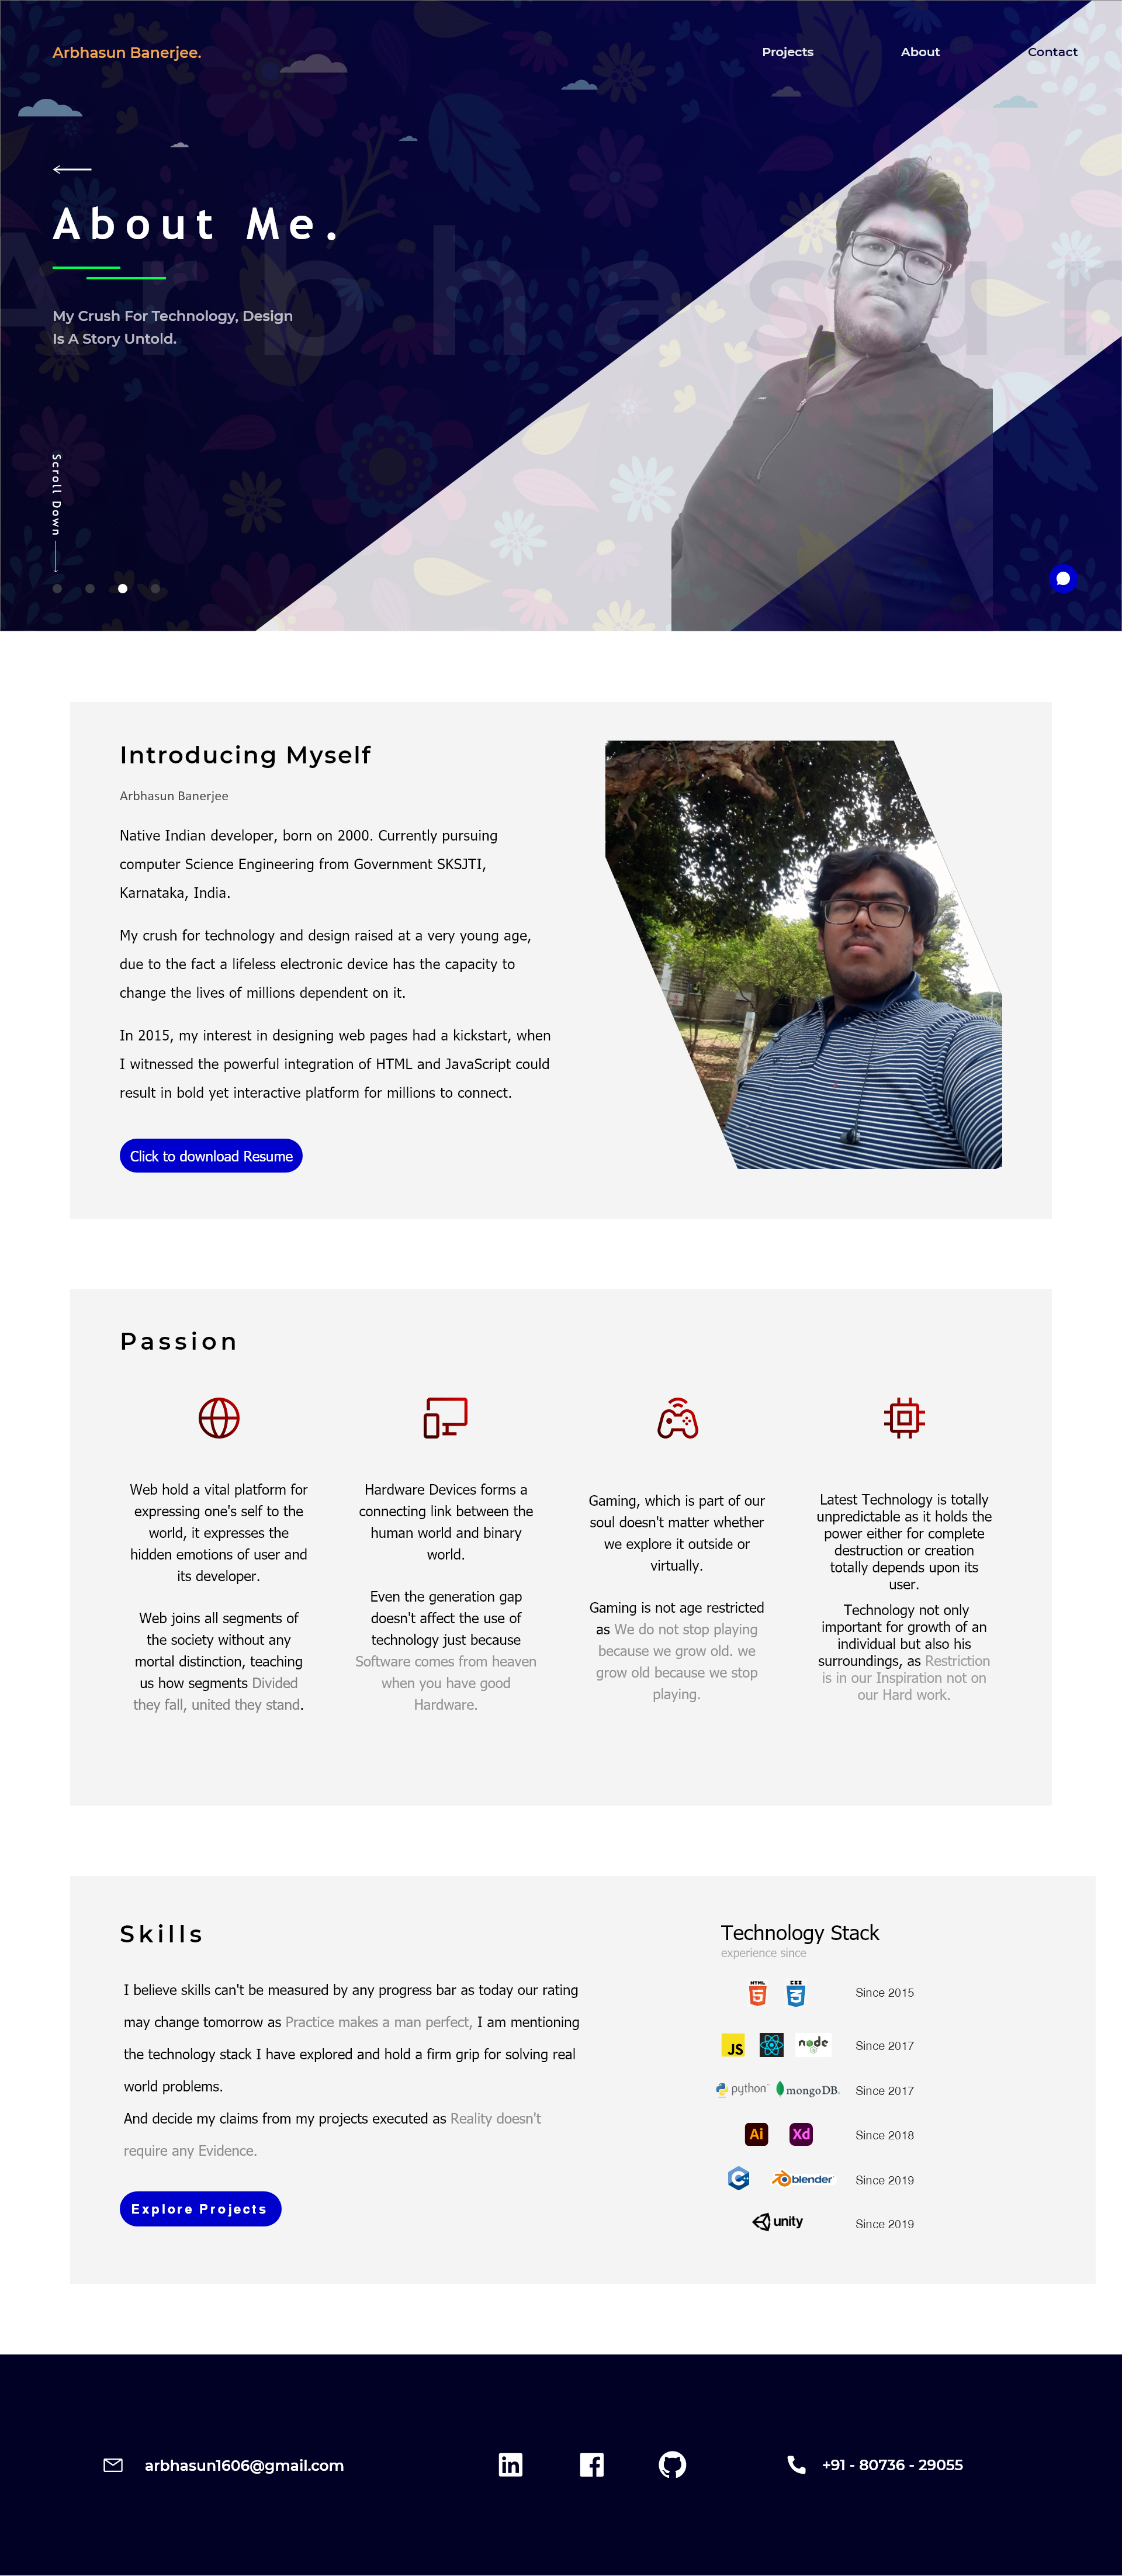 Arbhasun Banerjee.
Projects
About
Contact
About Me.
Arbhasun
My Crush For Technology, Design
Is A Story Untold.
Scroll Down
Introducing Myself
Arbhasun Banerjee
Native Indian developer, born on 2000. Currently pursuing
computer Science Engineering from Government SKSJTI,
Karnataka, India.
My crush for technology and design raised at a very young age,
due to the fact a lifeless electronic device has the capacity to
change the lives of millions dependent on it.
In 2015, my interest in designing web pages had a kickstart, when
I witnessed the powerful integration of HTML and JavaScript could
result in bold yet interactive platform for millions to connect.
Click to download Resume
Passion
Web hold a vital platform for
expressing one's self to the
world, it expresses the
hidden emotions of user and
its developer.
Web joins all segments of
the society without any
mortal distinction, teaching
us how segments Divided
they fall, united they stand.
Hardware Devices forms a
connecting link between the
human world and binary
world.
Even the generation gap
doesn't affect the use of
technology just because
Software comes from heaven
when you have good
Hardware.
Gaming, which is part of our
soul doesn't matter whether
we explore it outside or
virtually.
Gaming is not age restricted
as We do not stop playing
because we grow old. we
grow old because we stop
playing.
Latest Technology is totally
unpredictable as it holds the
power either for complete
destruction or creation
totally depends upon its
user.
Technology not only
important for growth of an
individual but also his
surroundings, as Restriction
is in our Inspiration not on
our Hard work.
Skills
I believe skills can't be measured by any progress bar as today our rating
may change tomorrow as Practice makes a man perfect, I am mentioning
the technology stack I have explored and hold a firm grip for solving real
world problems.
And decide my claims from my projects executed as Reality doesn't
require any Evidence.
Explore Projects
Technology Stack
experience since
HTML 5 CSS 3 Since 2015
JS node Since 2017
python mongoDB. Since 2017
Ai Xd Since 2018
C++ blender Since 2019
unity Since 2019
arbhasun1606@gmail.com
in
+91 - 80736 - 29055